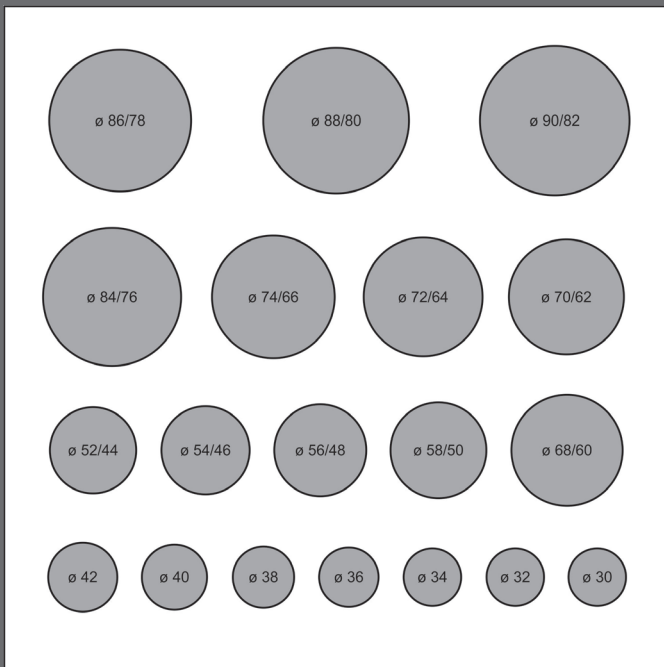 ø 86/78 ø 88/80 ø 90/82
ø 84/76 ø 74/66 ø 72/64 ø 70/62
ø 52/44 ø 54/46 ø 56/48 ø 58/50 ø 68/60
ø 42 ø 40 ø 38 ø 36 ø 34 ø 32 ø 30